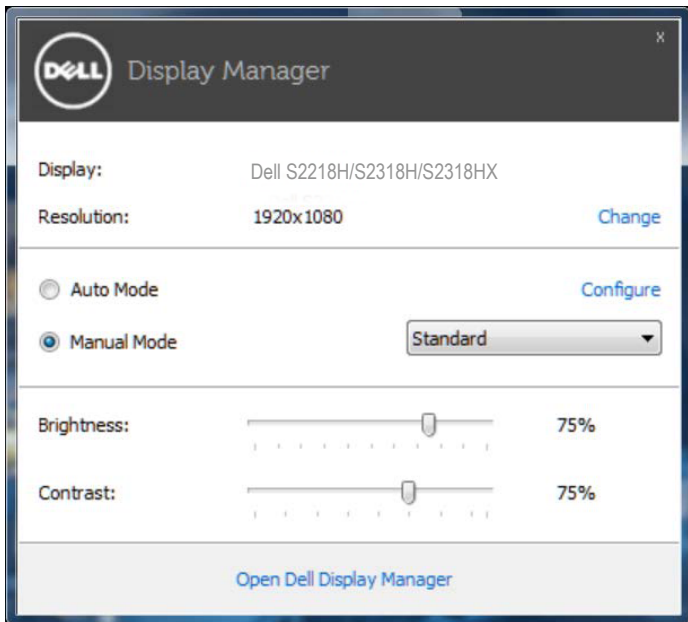 DELL Display Manager x
Display: Dell S2218H/S2318H/S2318HX
Resolution: 1920x1080 Change
Auto Mode Configure
Manual Mode Standard
Brightness: 75%
Contrast: 75%
Open Dell Display Manager